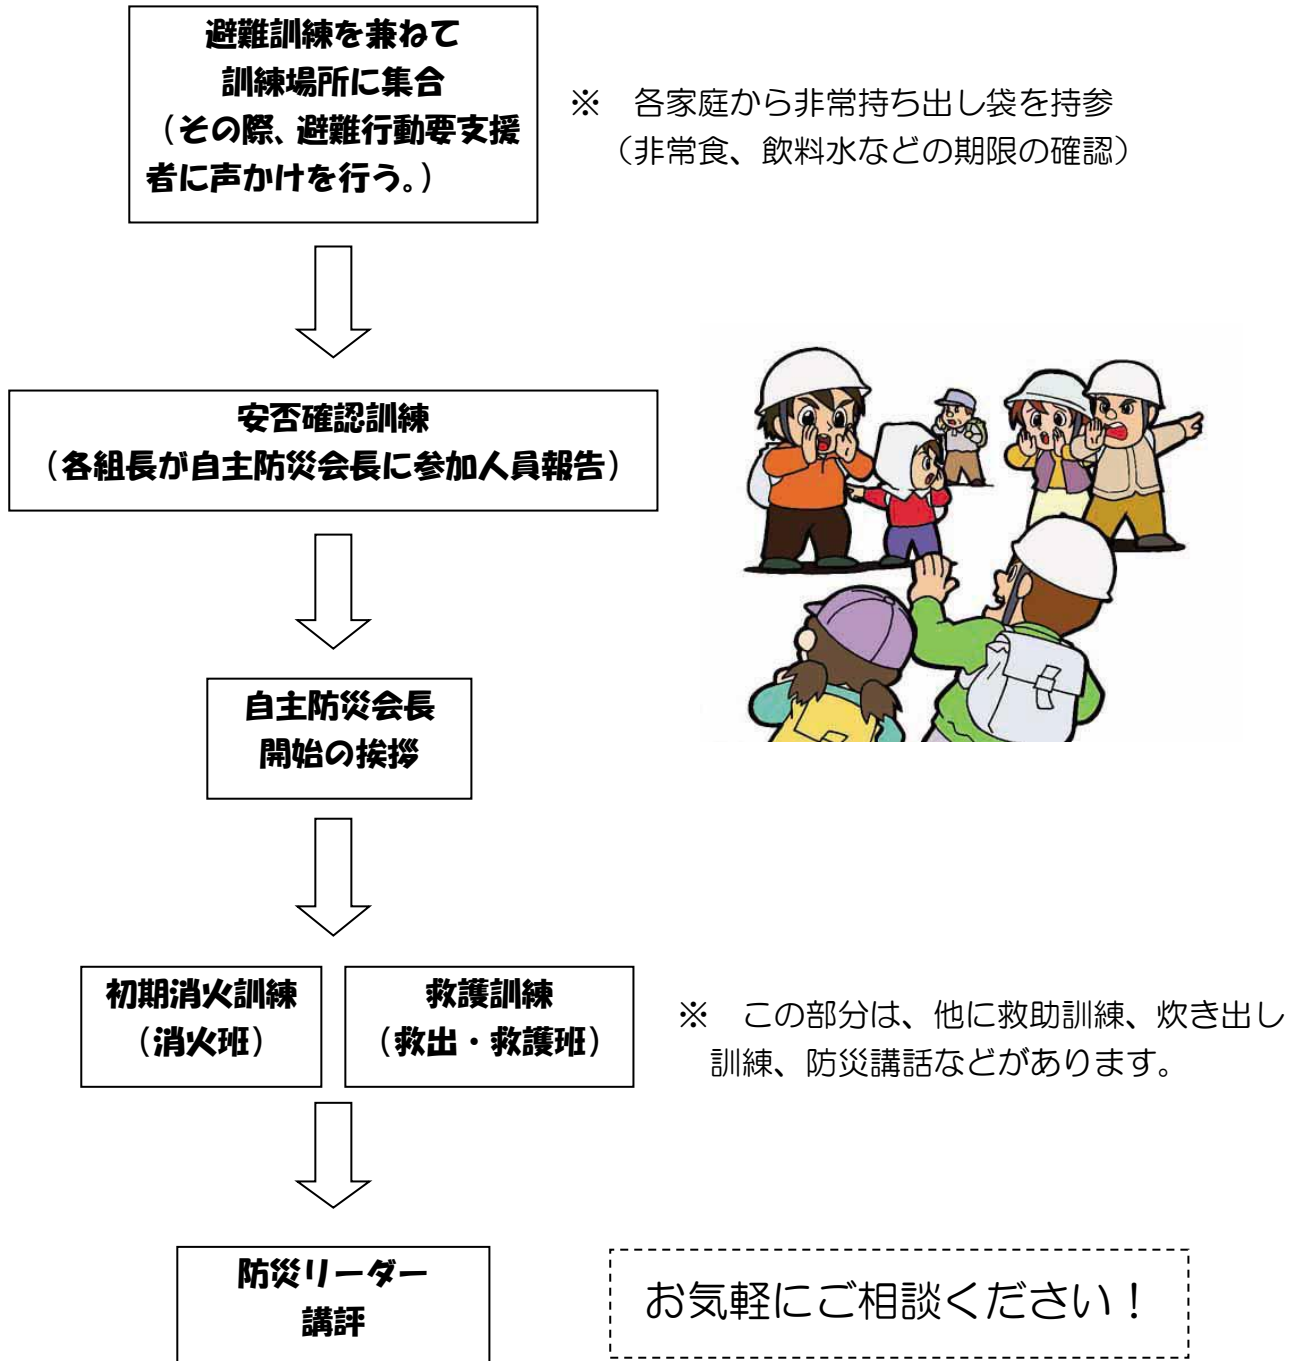 避難訓練を兼ねて
訓練場所に集合
（その際、避難行動要支援
者に声かけを行う。）
※　各家庭から非常持ち出し袋を持参
（非常食、飲料水などの期限の確認）
安否確認訓練
（各組長が自主防災会長に参加人員報告）
自主防災会長
開始の挨拶
初期消火訓練
（消火班）
救護訓練
（救出・救護班）
※　この部分は、他に救助訓練、炊き出し
訓練、防災講話などがあります。
防災リーダー
講評
お気軽にご相談ください！